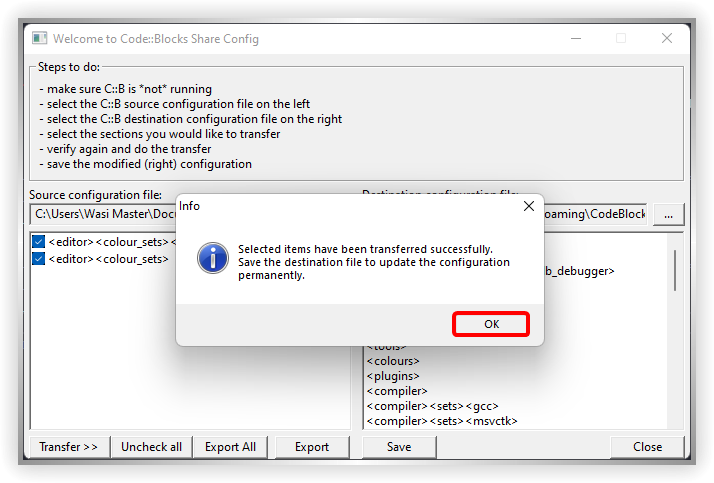 Welcome to Code::Blocks Share Config
Steps to do:
- make sure C::B is *not* running
- select the C::B source configuration file on the left
- select the C::B destination configuration file on the right
- select the sections you would like to transfer
- verify again and do the transfer
- save the modified (right) configuration
Source configuration file:
C:\Users\Wasi Master\Docu
oaming\CodeBlock
...
<editor><colour_sets><
<editor><colour_sets>
b_debugger>
Info
Selected items have been transferred successfully.
Save the destination file to update the configuration
permanently.
OK
<colours>
<plugins>
<compiler>
<compiler><sets><gcc>
<compiler><sets><msvctk>
Transfer >>
Uncheck all
Export All
Export
Save
Close